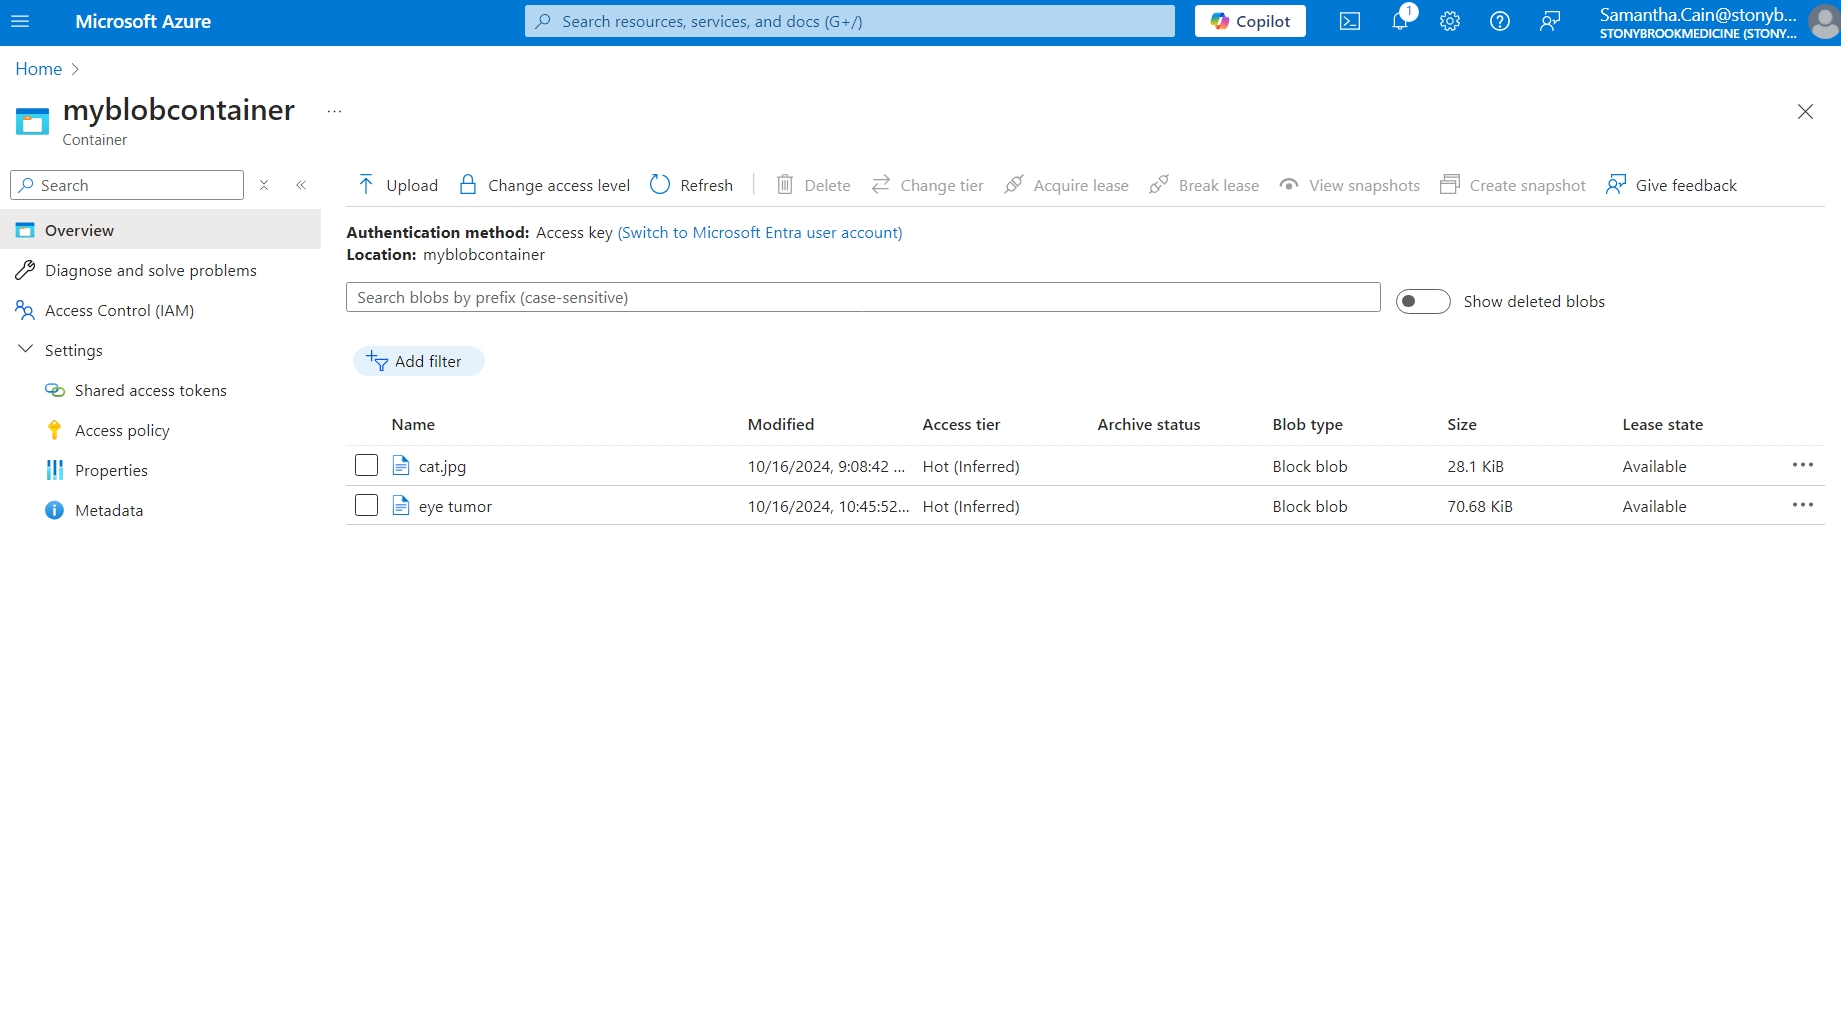 Microsoft Azure
Search resources, services, and docs (G+/)
Copilot
1
Samantha.Cain@stonyb...
STONYBROOKMEDICINE (STONY...
Home
myblobcontainer
...
Container
Search
Upload
Change access level
Refresh
Delete
Change tier
Acquire lease
Break lease
View snapshots
Create snapshot
Give feedback
Overview
Diagnose and solve problems
Access Control (IAM)
Settings
Shared access tokens
Access policy
Properties
Metadata
Authentication method: Access key (Switch to Microsoft Entra user account)
Location: myblobcontainer
Search blobs by prefix (case-sensitive)
Show deleted blobs
Add filter
Name Modified Access tier Archive status Blob type Size Lease state
cat.jpg 10/16/2024, 9:08:42 ... Hot (Inferred) Block blob 28.1 KiB Available
eye tumor 10/16/2024, 10:45:52... Hot (Inferred) Block blob 70.68 KiB Available